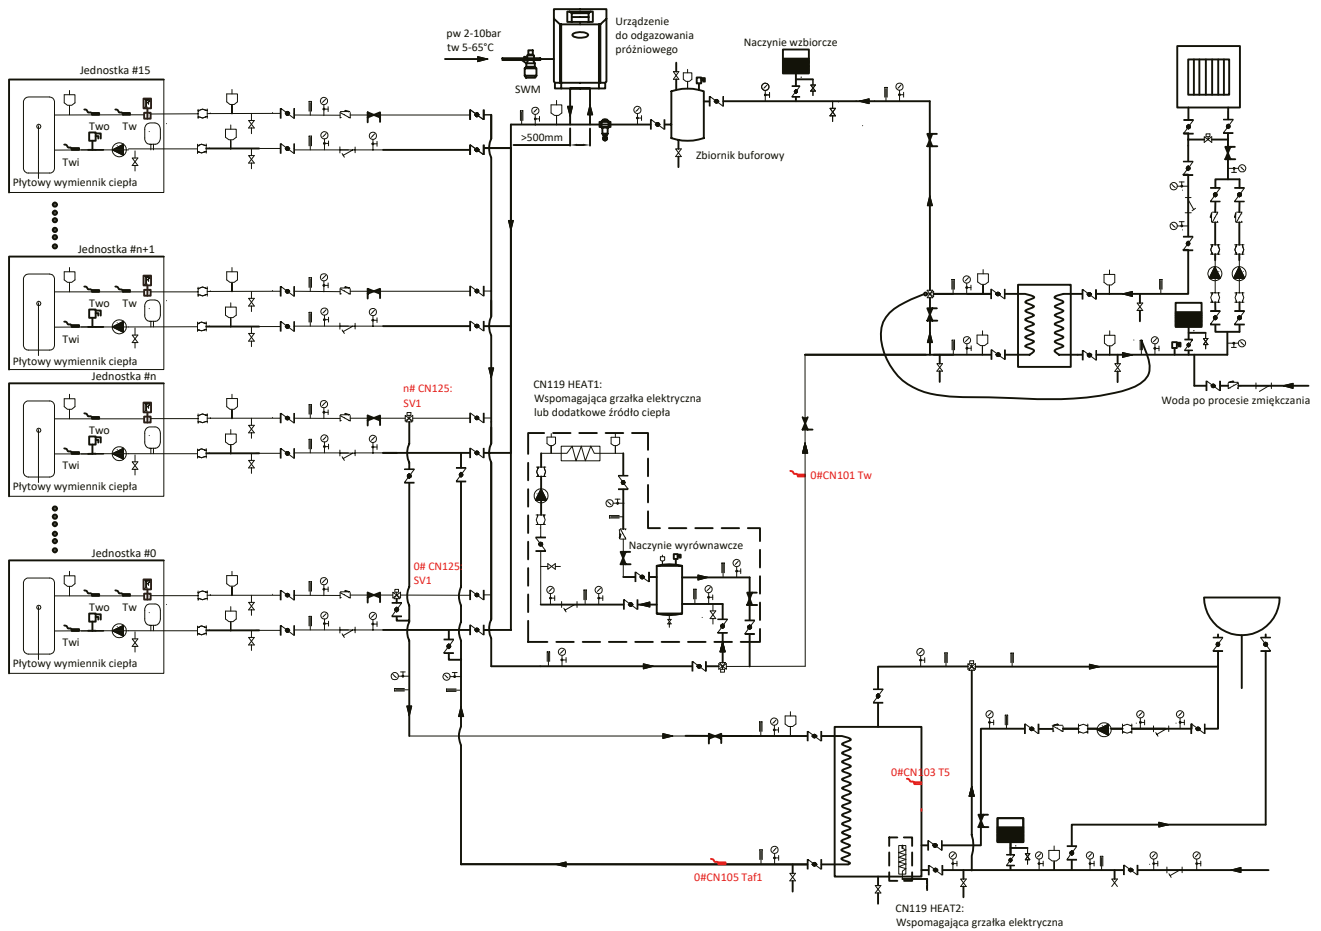 pw 2-10bar
tw 5-65°C
SWM
Urządzenie
do odgazowania
próżniowego
Naczynie wzbiorcze
>500mm
Zbiornik buforowy
Jednostka #15
Two
Tw
Twi
Płytowy wymiennik ciepła
Jednostka #n+1
Two
Tw
Twi
Płytowy wymiennik ciepła
Jednostka #n
Two
Twi
Płytowy wymiennik ciepła
n# CN125:
SV1
Jednostka #0
Two
Tw
Twi
Płytowy wymiennik ciepła
0# CN125
SV1
CN119 HEAT1:
Wspomagająca grzałka elektryczna
lub dodatkowe źródło ciepła
Naczynie wyrównawcze
0#CN101 Tw
Woda po procesie zmiękczania
0#CN103 T5
0#CN105 Taf1
CN119 HEAT2:
Wspomagająca grzałka elektryczna